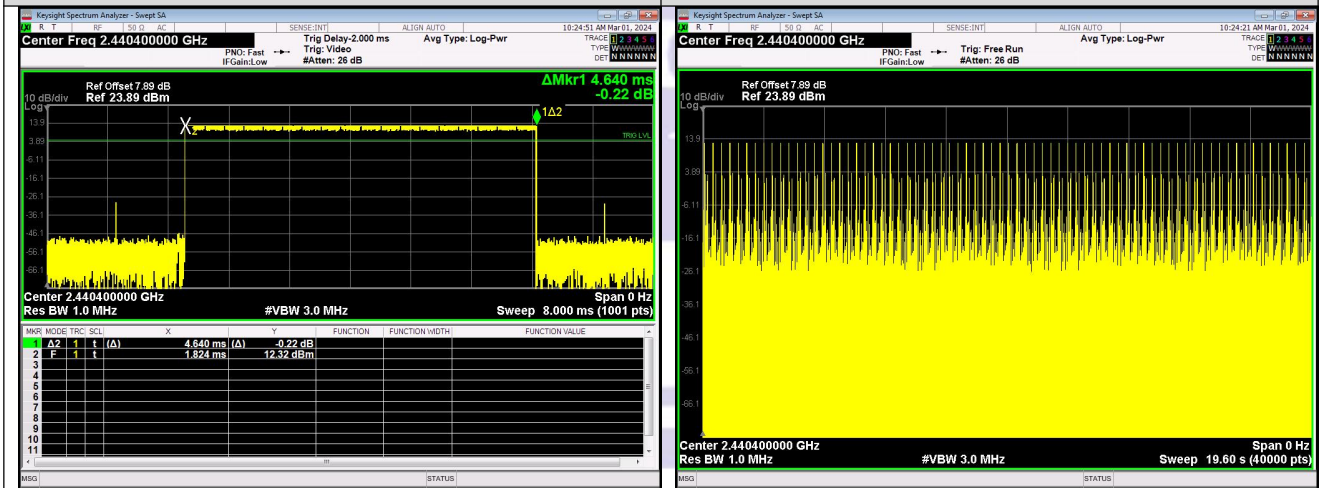 Keysight Spectrum Analyzer - Swept SA
R T RF 50 Ω AC SENSE:INT ALIGN AUTO 10:24:51 AM Mar 01, 2024
Center Freq 2.440400000 GHz
Trig Delay-2.000 ms Avg Type: Log-Pwr TRACE 1 2 3 4 5 6
PNO: Fast Trig: Video TYPE
IFGain:Low #Atten: 26 dB DET N N N N N N
ΔMkr1 4.640 ms
-0.22 dB
Ref Offset 7.89 dB
10 dB/div Ref 23.89 dBm
Log
1Δ2
13.9
2
TRIG LVL
3.89
-6.11
-16.1
-26.1
-36.1
-46.1
-56.1
-66.1
Center 2.440400000 GHz Span 0 Hz
Res BW 1.0 MHz #VBW 3.0 MHz Sweep 8.000 ms (1001 pts)
MKR MODE TRC SCL X Y FUNCTION FUNCTION WIDTH FUNCTION VALUE
1 Δ2 1 t (Δ) 4.640 ms (Δ) -0.22 dB
2 F 1 t 1.824 ms 12.32 dBm
3
4
5
6
7
8
9
10
11
MSG STATUS
Keysight Spectrum Analyzer - Swept SA
R T RF 50 Ω AC SENSE:INT ALIGN AUTO 10:24:21 AM Mar 01, 2024
Center Freq 2.440400000 GHz
Avg Type: Log-Pwr TRACE 1 2 3 4 5 6
PNO: Fast Trig: Free Run TYPE
IFGain:Low #Atten: 26 dB DET N N N N N N
Ref Offset 7.89 dB
10 dB/div Ref 23.89 dBm
Log
13.9
3.89
-6.11
-16.1
-26.1
-36.1
-46.1
-56.1
-66.1
Center 2.440400000 GHz Span 0 Hz
Res BW 1.0 MHz #VBW 3.0 MHz Sweep 19.60 s (40000 pts)
MSG STATUS